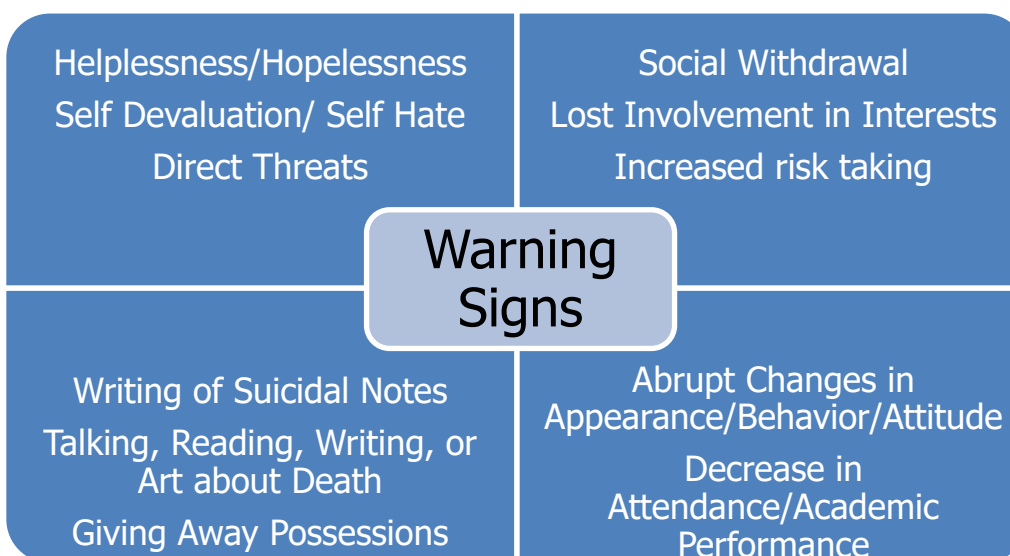 Helplessness/Hopelessness
Self Devaluation/ Self Hate
Direct Threats
Social Withdrawal
Lost Involvement in Interests
Increased risk taking
Warning
Signs
Writing of Suicidal Notes
Talking, Reading, Writing, or
Art about Death
Giving Away Possessions
Abrupt Changes in
Appearance/Behavior/Attitude
Decrease in
Attendance/Academic
Performance